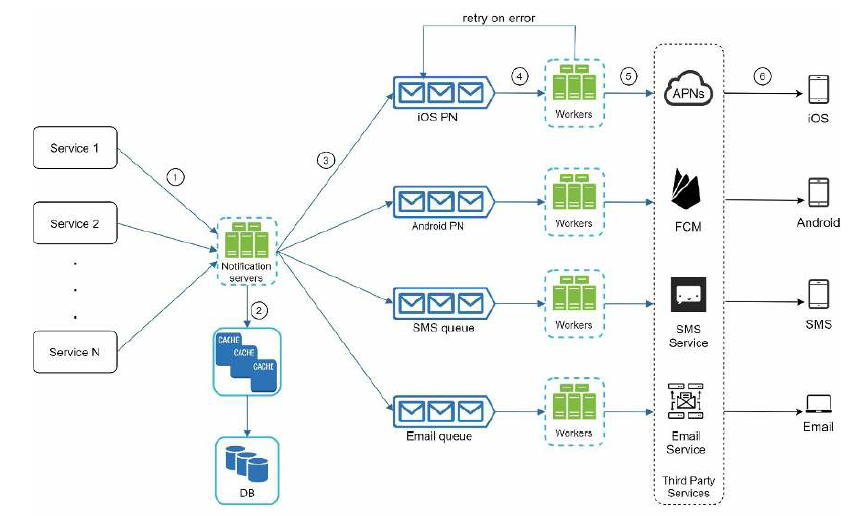 retry on error
4
5
6
APNs
iOS PN
Workers
iOS
Service 1
3
1
Service 2
Android PN
Workers
FCM
Android
Notification
servers
.
.
.
2
SMS queue
Workers
SMS
Service
SMS
Service N
CACHE
CACHE
CACHE
Email queue
Workers
Email
Service
Email
DB
Third Party
Services